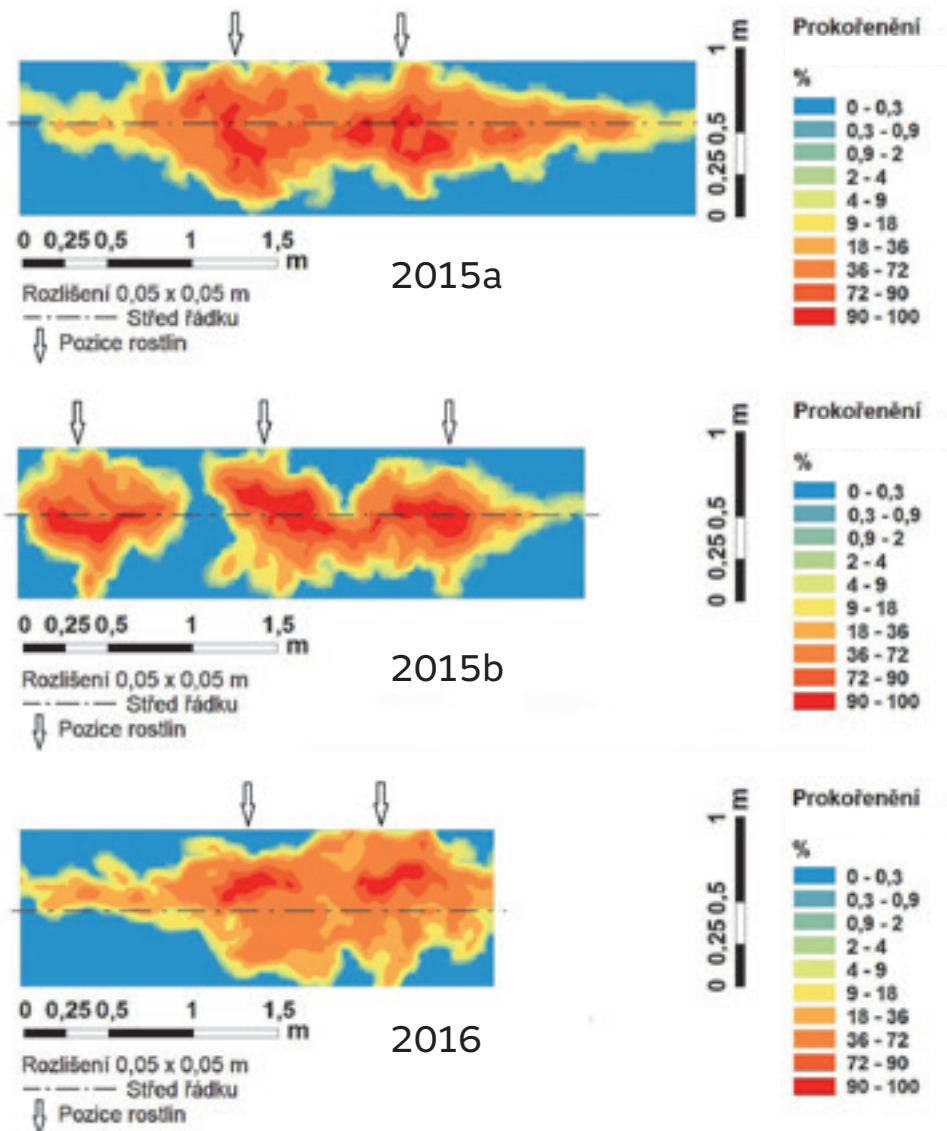 Prokořenění
%
0 - 0,3
0,3 - 0,9
0,9 - 2
2 - 4
4 - 9
9 - 18
18 - 36
36 - 72
72 - 90
90 - 100
0 0,25 0,5 1 m
0 0,25 0,5 1 1,5
m
2015a
Rozlišení 0,05 x 0,05 m
Střed řádku
Pozice rostlin
Prokořenění
%
0 - 0,3
0,3 - 0,9
0,9 - 2
2 - 4
4 - 9
9 - 18
18 - 36
36 - 72
72 - 90
90 - 100
0 0,25 0,5 1 m
0 0,25 0,5 1 1,5
m
2015b
Rozlišení 0,05 x 0,05 m
Střed řádku
Pozice rostlin
Prokořenění
%
0 - 0,3
0,3 - 0,9
0,9 - 2
2 - 4
4 - 9
9 - 18
18 - 36
36 - 72
72 - 90
90 - 100
0 0,25 0,5 1 m
0 0,25 0,5 1 1,5
m
2016
Rozlišení 0,05 x 0,05 m
Střed řádku
Pozice rostlin